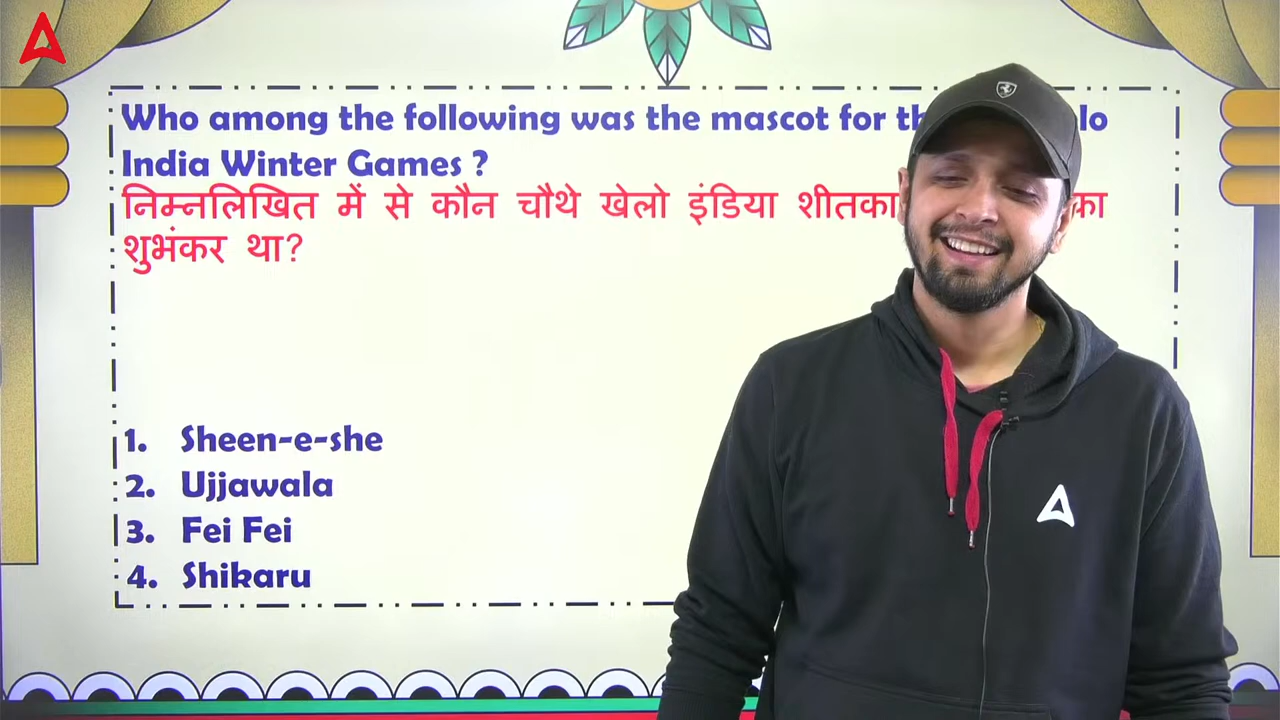 Who among the following was the mascot for th lo
India Winter Games ?
निम्नलिखित में से कौन चौथे खेलो इंडिया शीतका का
शुभंकर था?
1. Sheen-e-she
2. Ujjawala
3. Fei Fei
4. Shikaru